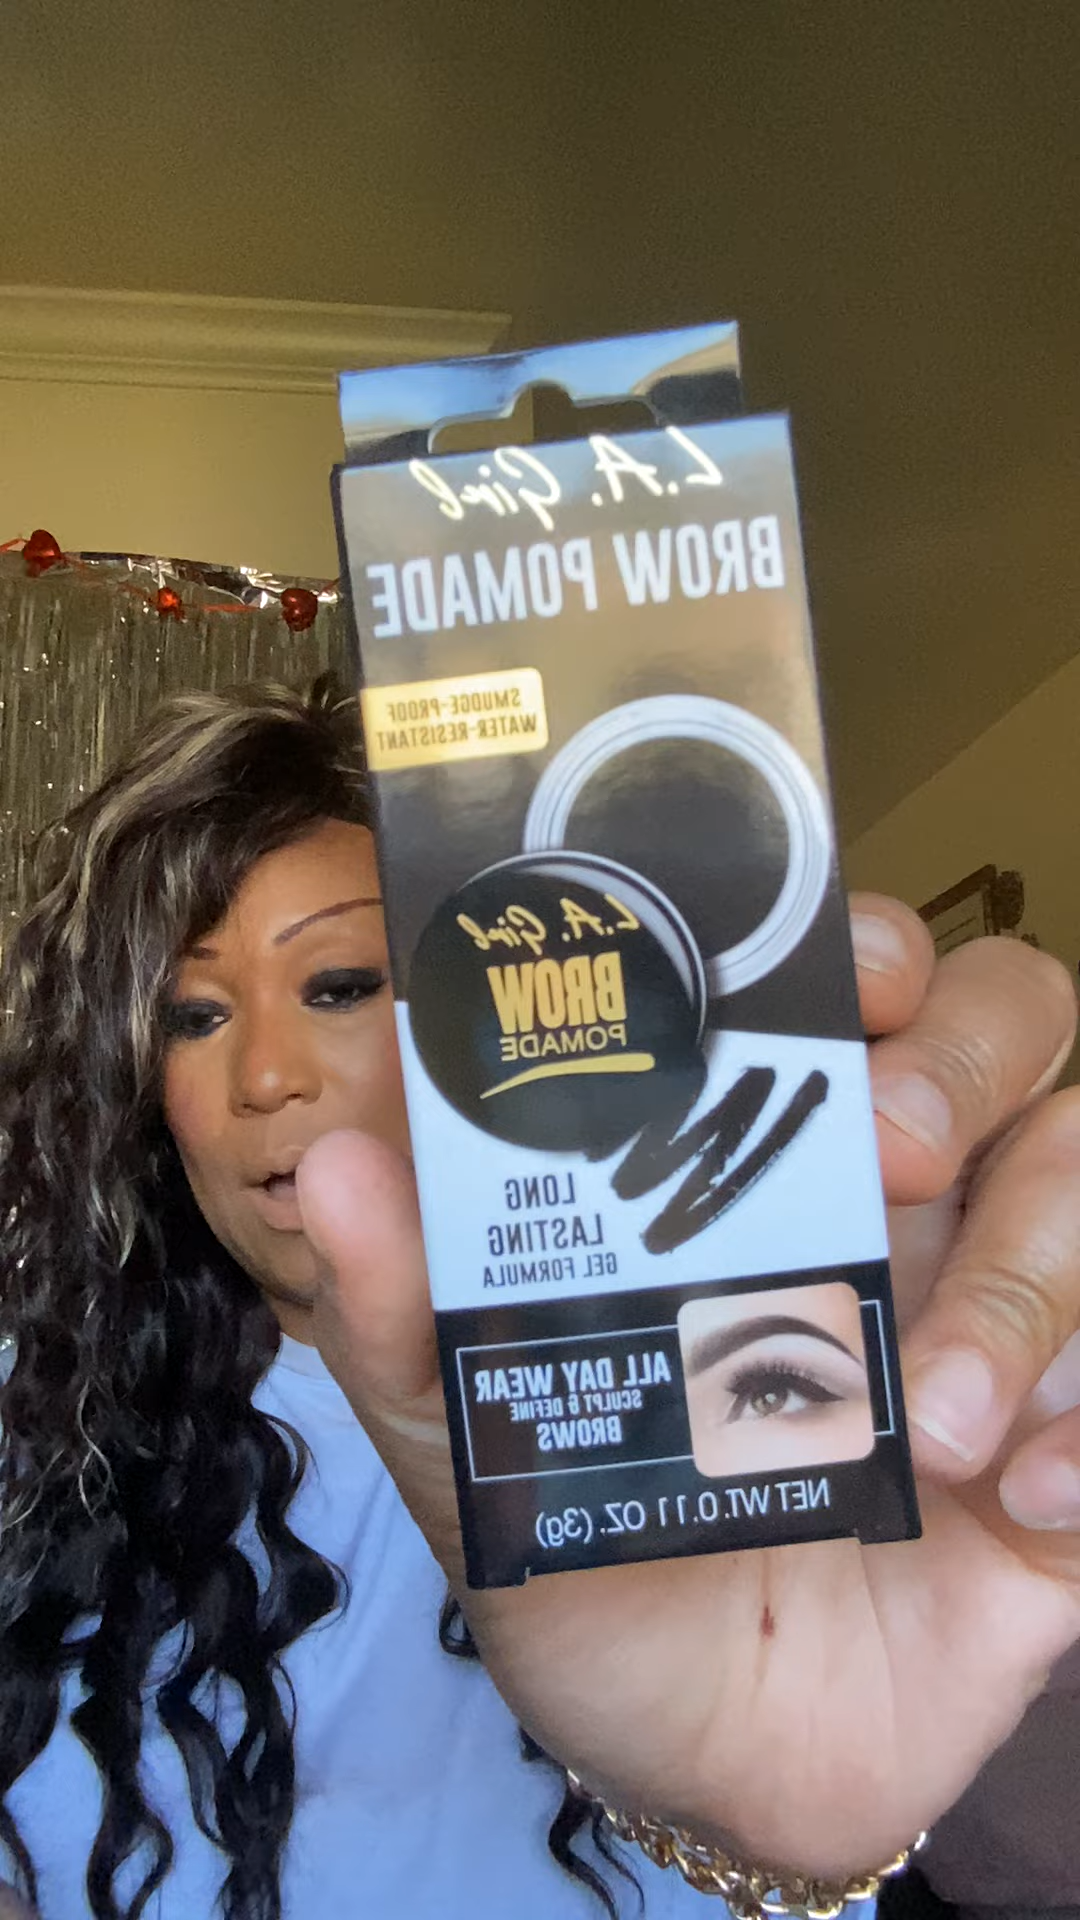 L.A. Girl
BROW POMADE
SMUDGE-PROOF
WATER-RESISTANT
L.A. Girl
BROW
POMADE
LONG
LASTING
GEL FORMULA
ALL DAY WEAR
SCULPT & DEFINE
BROWS
NET WT. 0.11 OZ. (3g)